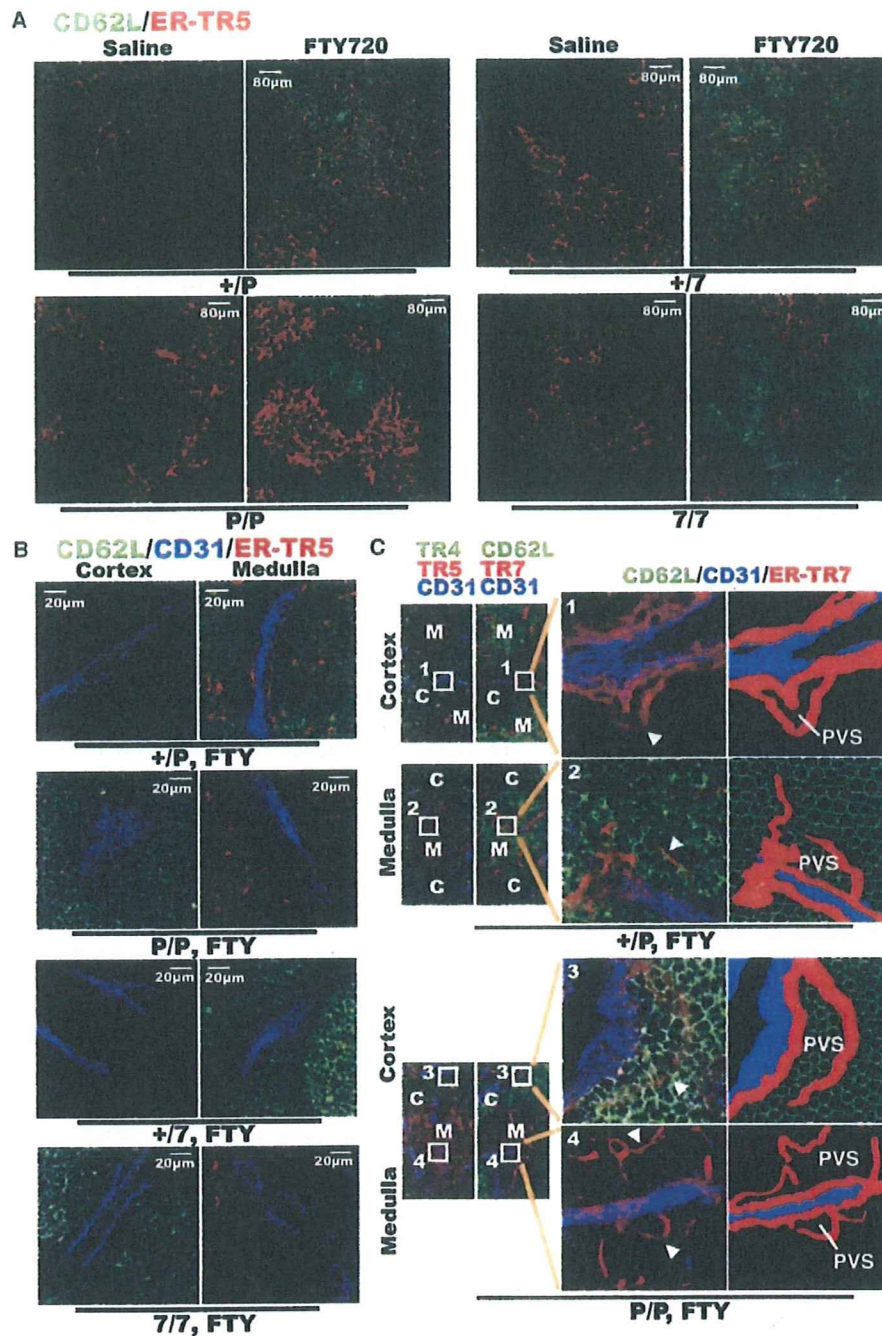 A CD62L/ER-TR5
Saline FTY720 Saline FTY720
80µm 80µm 80µm
+/P +/7
80µm 80µm 80µm 80µm
P/P 7/7
B CD62L/CD31/ER-TR5
Cortex Medulla
20µm 20µm
+/P, FTY
20µm 20µm
P/P, FTY
20µm 20µm
+/7, FTY
20µm 20µm
7/7, FTY
C TR4 CD62L
TR5 TR7 CD62L/CD31/ER-TR7
CD31 CD31
Cortex
M M
1 1
C C
M M
1
PVS
Medulla
C C
2 2
M M
C C
2
PVS
+/P, FTY
Cortex
3 3
C C
3
PVS
Medulla
M M
4 4
4
PVS
PVS
P/P, FTY